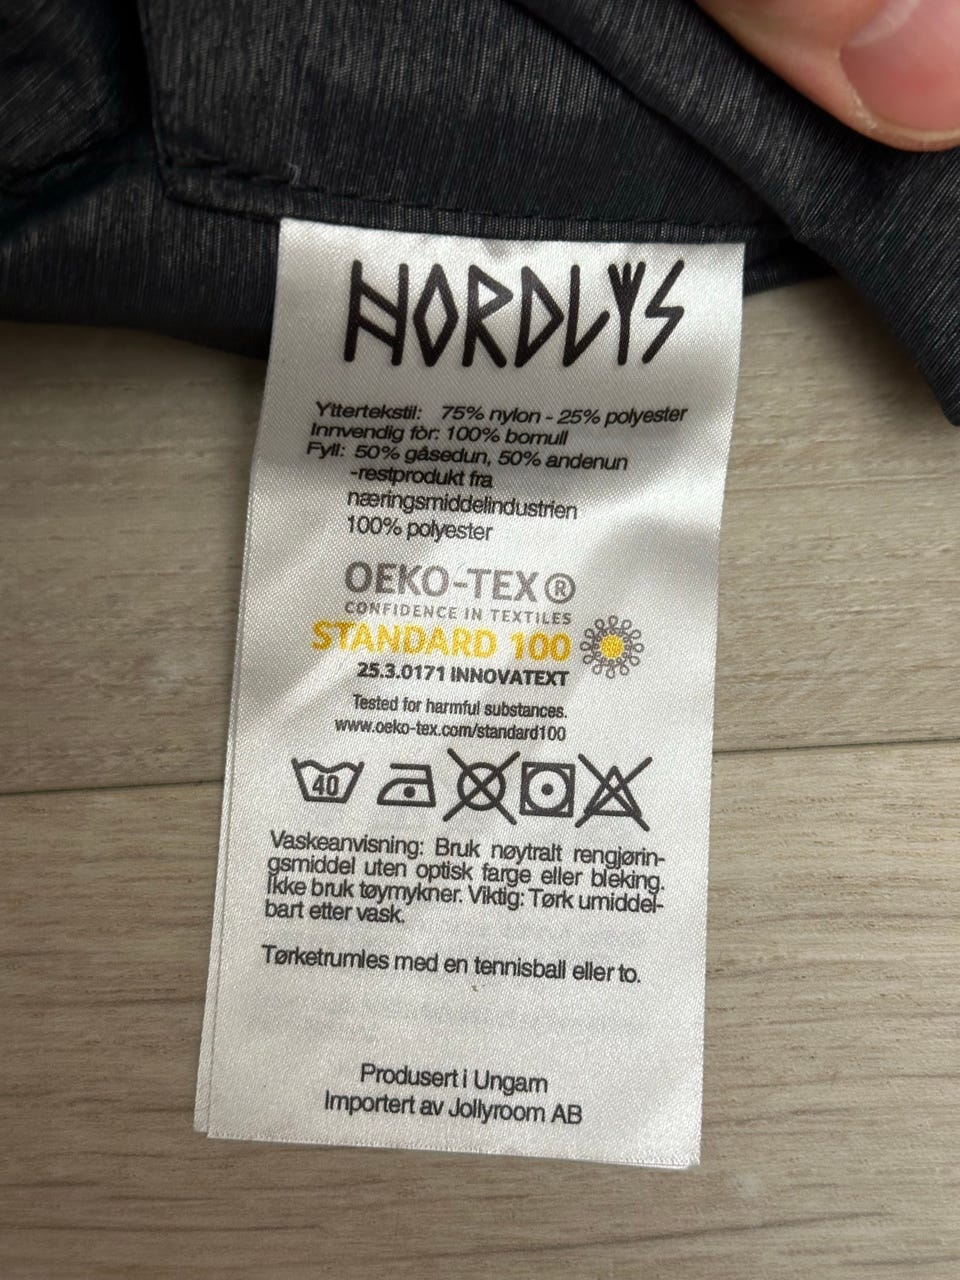 NORDLYS
Yttertekstil: 75% nylon - 25% polyester
Innvendig fòr: 100% bomull
Fyll: 50% gåsedun, 50% andenun
-restprodukt fra
næringsmiddelindustrien
100% polyester
OEKO-TEX®
CONFIDENCE IN TEXTILES
STANDARD 100
25.3.0171 INNOVATEXT
Tested for harmful substances.
www.oeko-tex.com/standard100
40
Vaskeanvisning: Bruk nøytralt rengjørin-
gsmiddel uten optisk farge eller bleking.
Ikke bruk tøymykner. Viktig: Tørk umiddel-
bart etter vask.
Tørketrumles med en tennisball eller to.
Produsert i Ungarn
Importert av Jollyroom AB